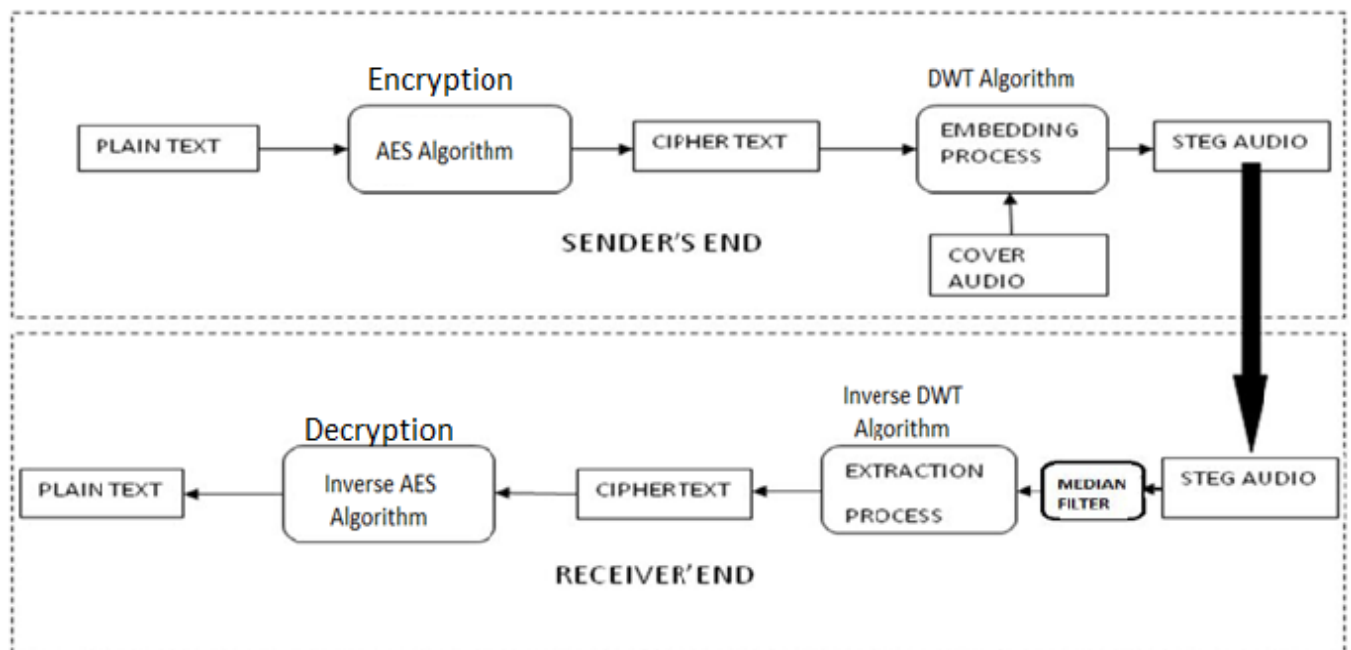 Encryption
DWT Algorithm
PLAIN TEXT
AES Algorithm
CIPHER TEXT
EMBEDDING
PROCESS
STEG AUDIO
SENDER'S END
COVER
AUDIO
Inverse DWT
Algorithm
Decryption
PLAIN TEXT
Inverse AES
Algorithm
CIPHERTEXT
EXTRACTION
PROCESS
MEDIAN
FILTER
STEG AUDIO
RECEIVER'END